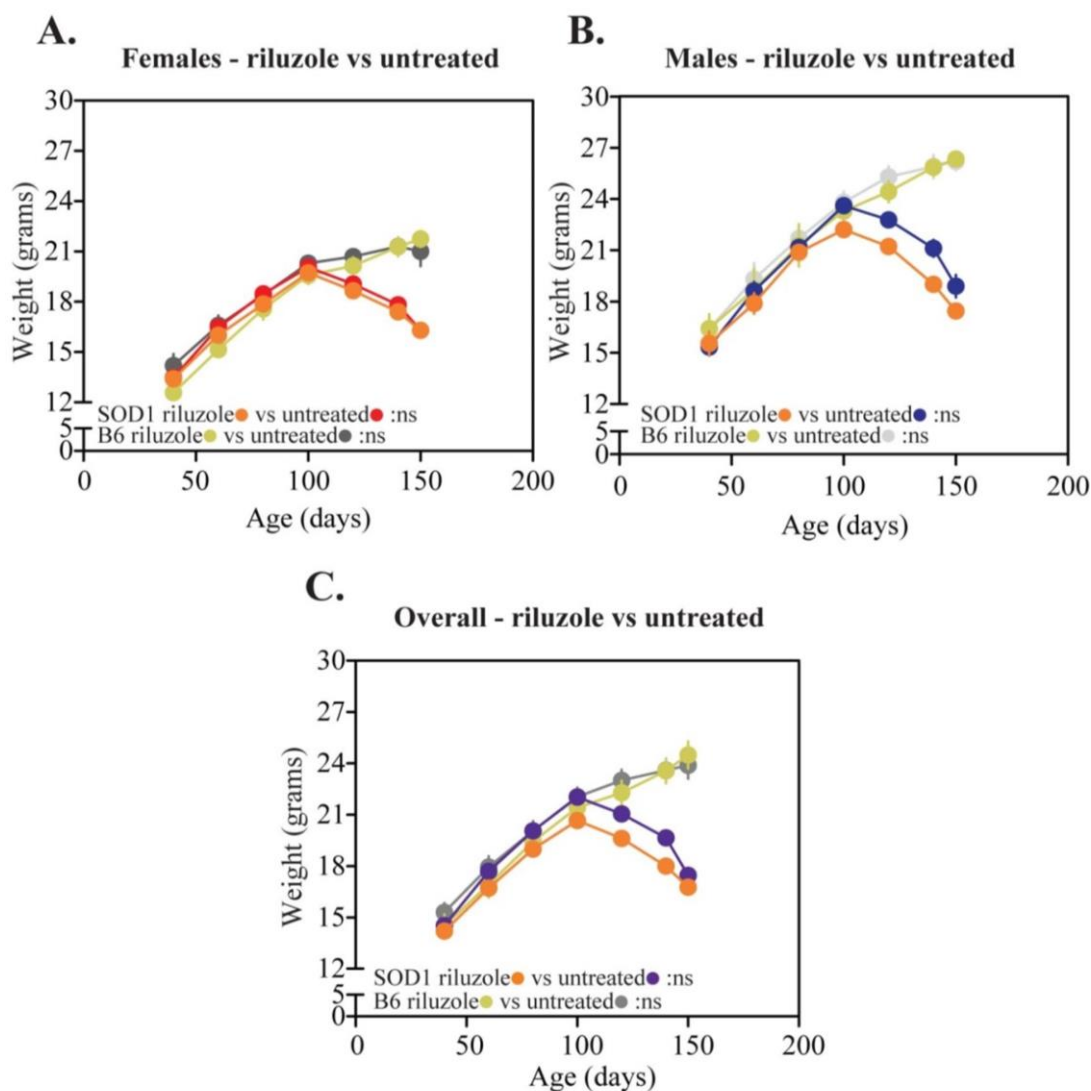 A.
Females - riluzole vs untreated
30
27
24
21
18
15
12
5
0
Weight (grams)
SOD1 riluzole vs untreated :ns
B6 riluzole vs untreated :ns
0 50 100 150 200
Age (days)
B.
Males - riluzole vs untreated
30
27
24
21
18
15
12
5
0
Weight (grams)
SOD1 riluzole vs untreated :ns
B6 riluzole vs untreated :ns
0 50 100 150 200
Age (days)
C.
Overall - riluzole vs untreated
30
27
24
21
18
15
12
5
0
Weight (grams)
SOD1 riluzole vs untreated :ns
B6 riluzole vs untreated :ns
50 100 150 200
Age (days)